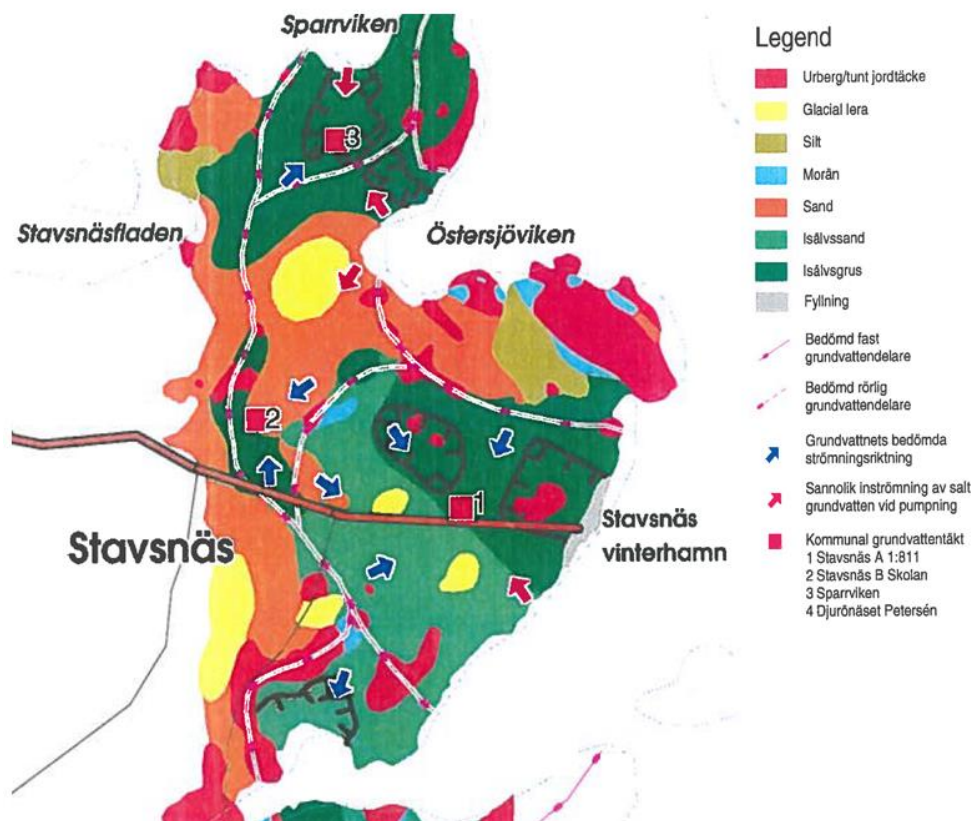 Sparrviken
3
Stavsnäsfladen
Östersjöviken
2
1
Stavsnäs
Stavsnäs
vinterhamn
Legend
Urberg/tunt jordtäcke
Glacial lera
Silt
Morän
Sand
Isälvssand
Isälvsgrus
Fyllning
Bedömd fast
grundvattendelare
Bedömd rörlig
grundvattendelare
Grundvattnets bedömda
strömningsriktning
Sannolik inströmning av salt
grundvatten vid pumpning
Kommunal grundvattentäkt
1 Stavsnäs A 1:811
2 Stavsnäs B Skolan
3 Sparrviken
4 Djurönäset Petersén